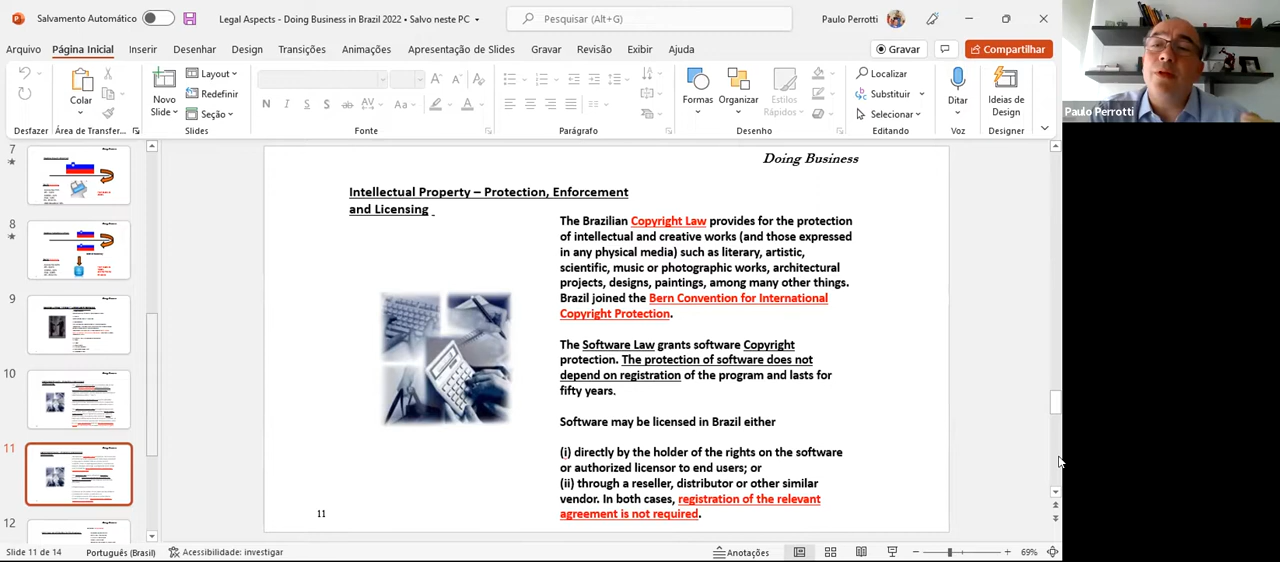 Salvamento Automático
Legal Aspects - Doing Business in Brazil 2022 • Salvo neste PC
Pesquisar (Alt+G)
Paulo Perrotti
Arquivo Página Inicial Inserir Desenhar Design Transições Animações Apresentação de Slides Gravar Revisão Exibir Ajuda
Gravar
Compartilhar
Colar
Novo
Slide
Layout
Redefinir
Seção
Formas
Organizar
Estilos
Rápidos
Localizar
Substituir
Selecionar
Ditar
Ideias de
Design
Desfazer
Área de Transfer...
Slides
Fonte
Parágrafo
Desenho
Editando
Voz
Designer
Paulo Perrotti
7
8
9
10
11
12
Doing Business
Intellectual Property – Protection, Enforcement
and Licensing
The Brazilian Copyright Law provides for the protection
of intellectual and creative works (and those expressed
in any physical media) such as literary, artistic,
scientific, music or photographic works, architectural
projects, designs, paintings, among many other things.
Brazil joined the Bern Convention for International
Copyright Protection.
The Software Law grants software Copyright
protection. The protection of software does not
depend on registration of the program and lasts for
fifty years.
Software may be licensed in Brazil either
(i) directly by the holder of the rights on the software
or authorized licensor to end users; or
(ii) through a reseller, distributor or other similar
vendor. In both cases, registration of the relevant
agreement is not required.
11
Slide 11 de 14
Português (Brasil)
Acessibilidade: investigar
Anotações
69%